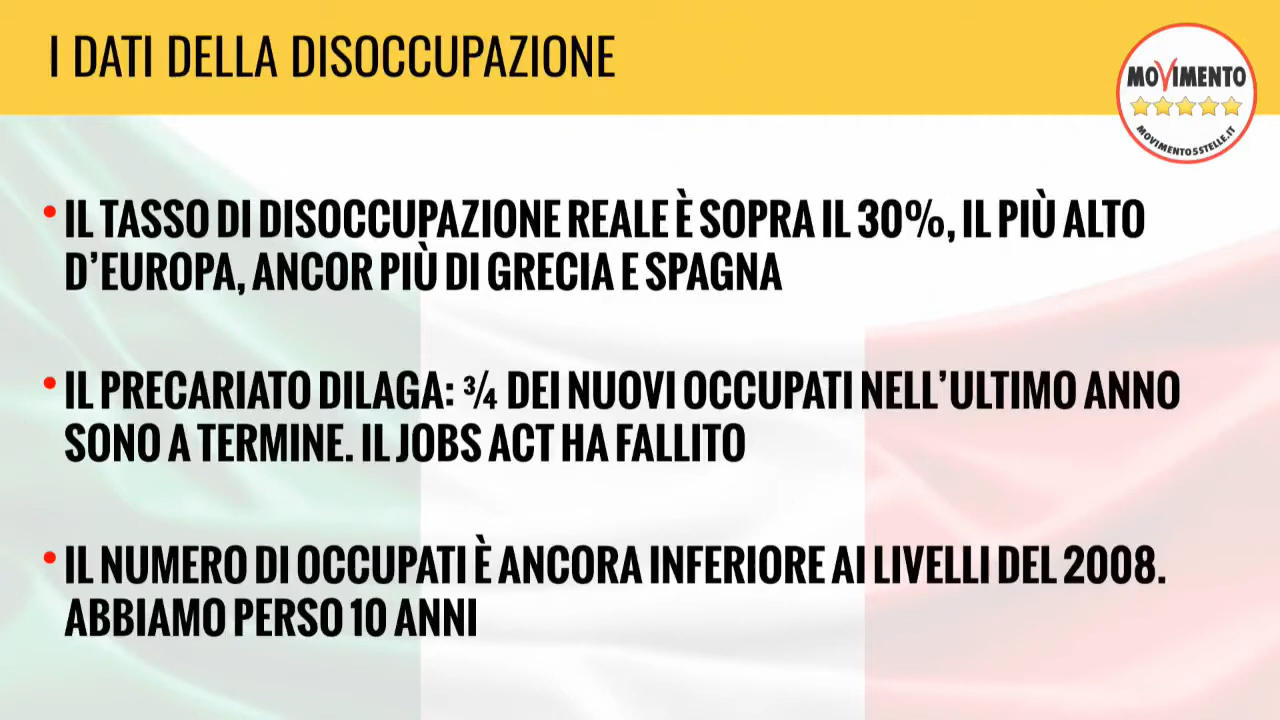 I DATI DELLA DISOCCUPAZIONE
MOVIMENTO
MOVIMENTO5STELLE.IT
• IL TASSO DI DISOCCUPAZIONE REALE È SOPRA IL 30%, IL PIÙ ALTO
D'EUROPA, ANCOR PIÙ DI GRECIA E SPAGNA
• IL PRECARIATO DILAGA: ¾ DEI NUOVI OCCUPATI NELL'ULTIMO ANNO
SONO A TERMINE. IL JOBS ACT HA FALLITO
• IL NUMERO DI OCCUPATI È ANCORA INFERIORE AI LIVELLI DEL 2008.
ABBIAMO PERSO 10 ANNI